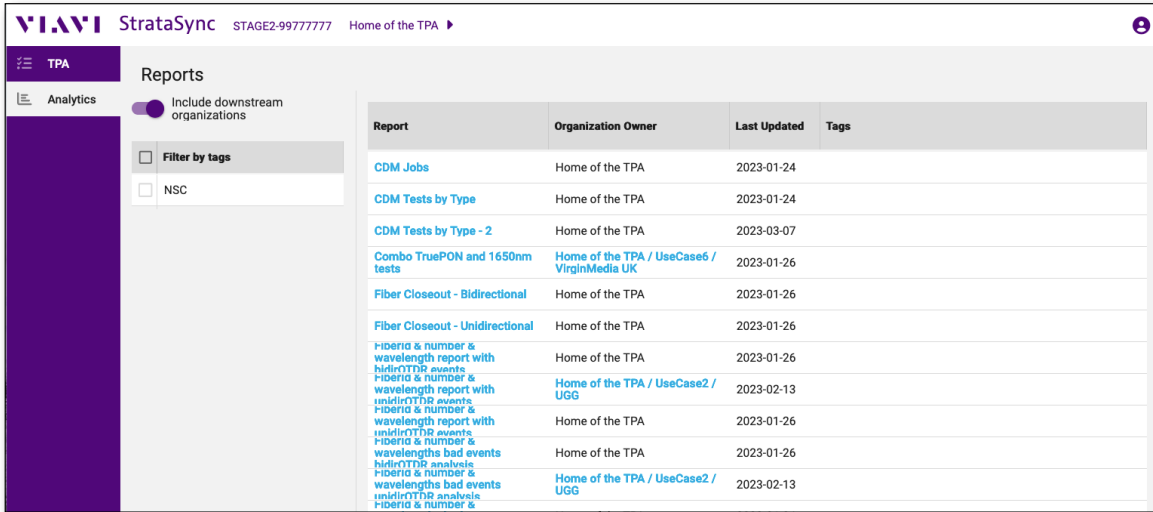 VIAVI StrataSync STAGE2-99777777 Home of the TPA
TPA
Analytics
Reports
Include downstream
organizations
Filter by tags
NSC
Report Organization Owner Last Updated Tags
CDM Jobs Home of the TPA 2023-01-24
CDM Tests by Type Home of the TPA 2023-01-24
CDM Tests by Type - 2 Home of the TPA 2023-03-07
Combo TruePON and 1650nm
tests
Home of the TPA / UseCase6 /
VirginMedia UK
2023-01-26
Fiber Closeout - Bidirectional Home of the TPA 2023-01-26
Fiber Closeout - Unidirectional Home of the TPA 2023-01-26
FiberId & number &
wavelength report with
bidirOTDR events
Home of the TPA 2023-01-26
FiberId & number &
wavelength report with
unidirOTDR events
Home of the TPA / UseCase2 /
UGG
2023-02-13
FiberId & number &
wavelength report with
unidirOTDR events
Home of the TPA 2023-01-26
FiberId & number &
wavelengths bad events
bidirOTDR analysis
Home of the TPA 2023-01-26
FiberId & number &
wavelengths bad events
unidirOTDR analysis
Home of the TPA / UseCase2 /
UGG
2023-02-13
FiberId & number &